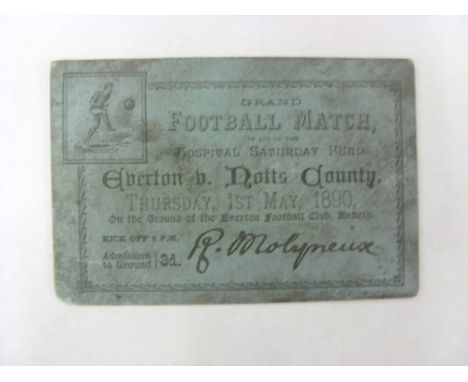 GRAND
FOOTBALL MATCH,
IN AID OF THE
HOSPITAL SATURDAY FUND
Everton v. Notts County,
THURSDAY, 1ST MAY, 1890,
On the Ground of the Everton Football Club, Anfield.
KICK OFF 6 P.M.
Admission to Ground } 3d.
R. Molyneux